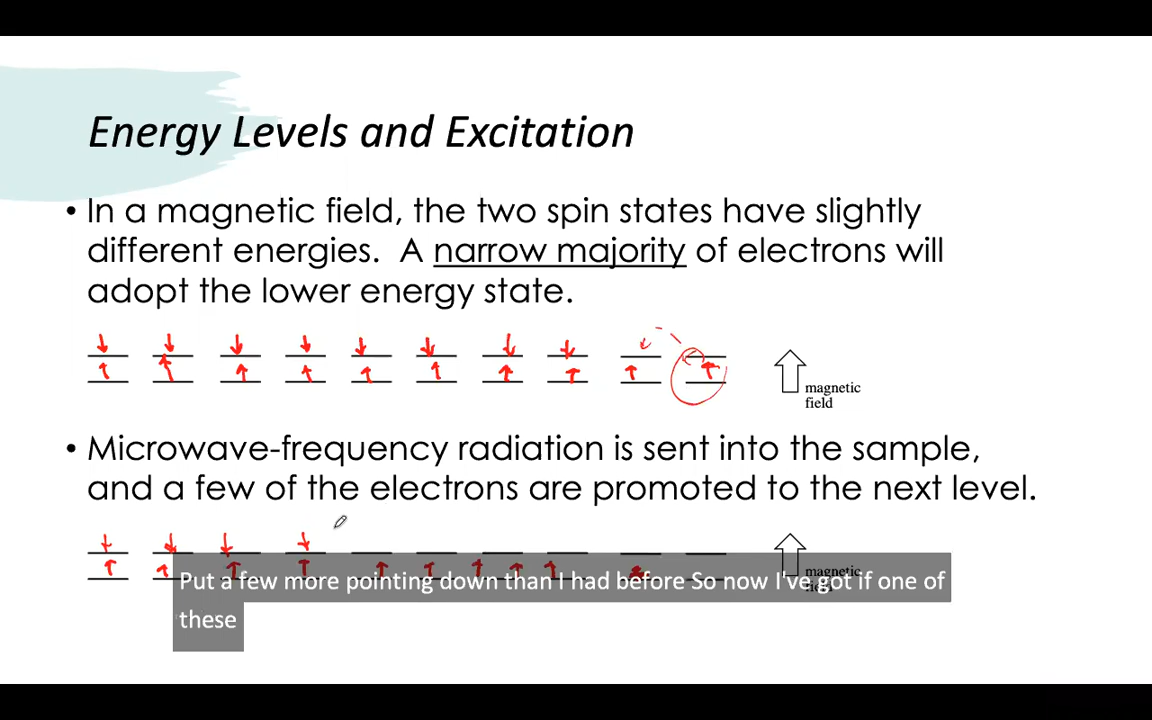 Energy Levels and Excitation
• In a magnetic field, the two spin states have slightly
different energies. A narrow majority of electrons will
adopt the lower energy state.
magnetic
field
• Microwave-frequency radiation is sent into the sample,
and a few of the electrons are promoted to the next level.
magnetic
Put a few more pointing down than I had before So now I've got if one of
these